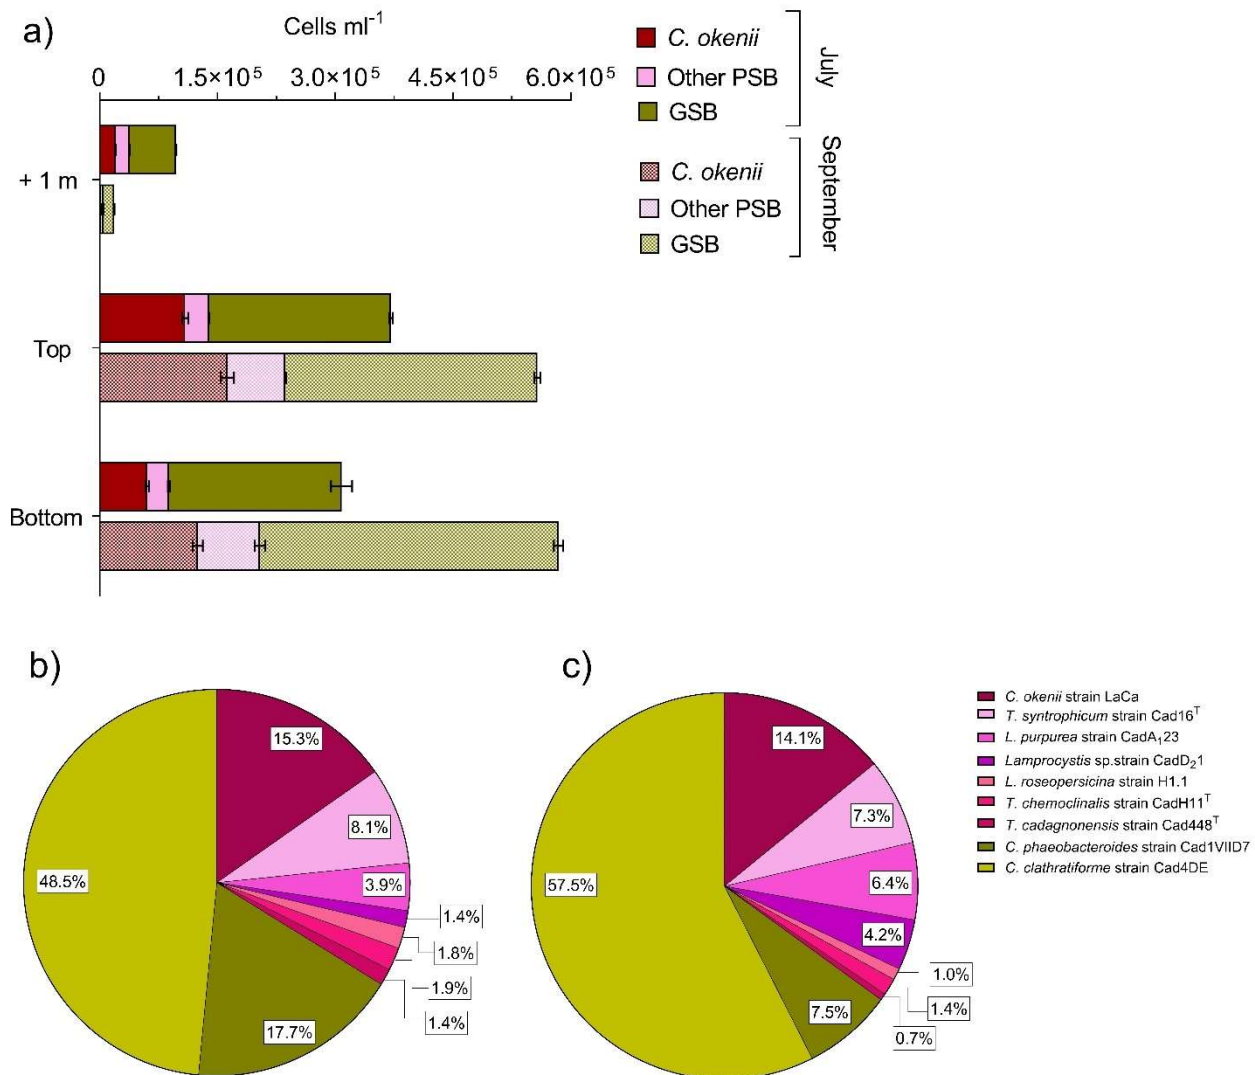 a)
Cells ml⁻¹
0 1.5×10⁵ 3.0×10⁵ 4.5×10⁵ 6.0×10⁵
C. okenii
Other PSB
GSB
July
C. okenii
Other PSB
GSB
September
+ 1 m
Top
Bottom
b)
15.3%
8.1%
3.9%
1.4%
1.8%
1.9%
1.4%
17.7%
48.5%
c)
14.1%
7.3%
6.4%
4.2%
1.0%
1.4%
0.7%
7.5%
57.5%
C. okenii strain LaCa
T. syntrophicum strain Cad16ᵀ
L. purpurea strain CadA₁23
Lamprocystis sp.strain CadD₂1
L. roseopersicina strain H1.1
T. chemoclinalis strain CadH11ᵀ
T. cadagnonensis strain Cad448ᵀ
C. phaeobacteroides strain Cad1VIID7
C. clathratiforme strain Cad4DE